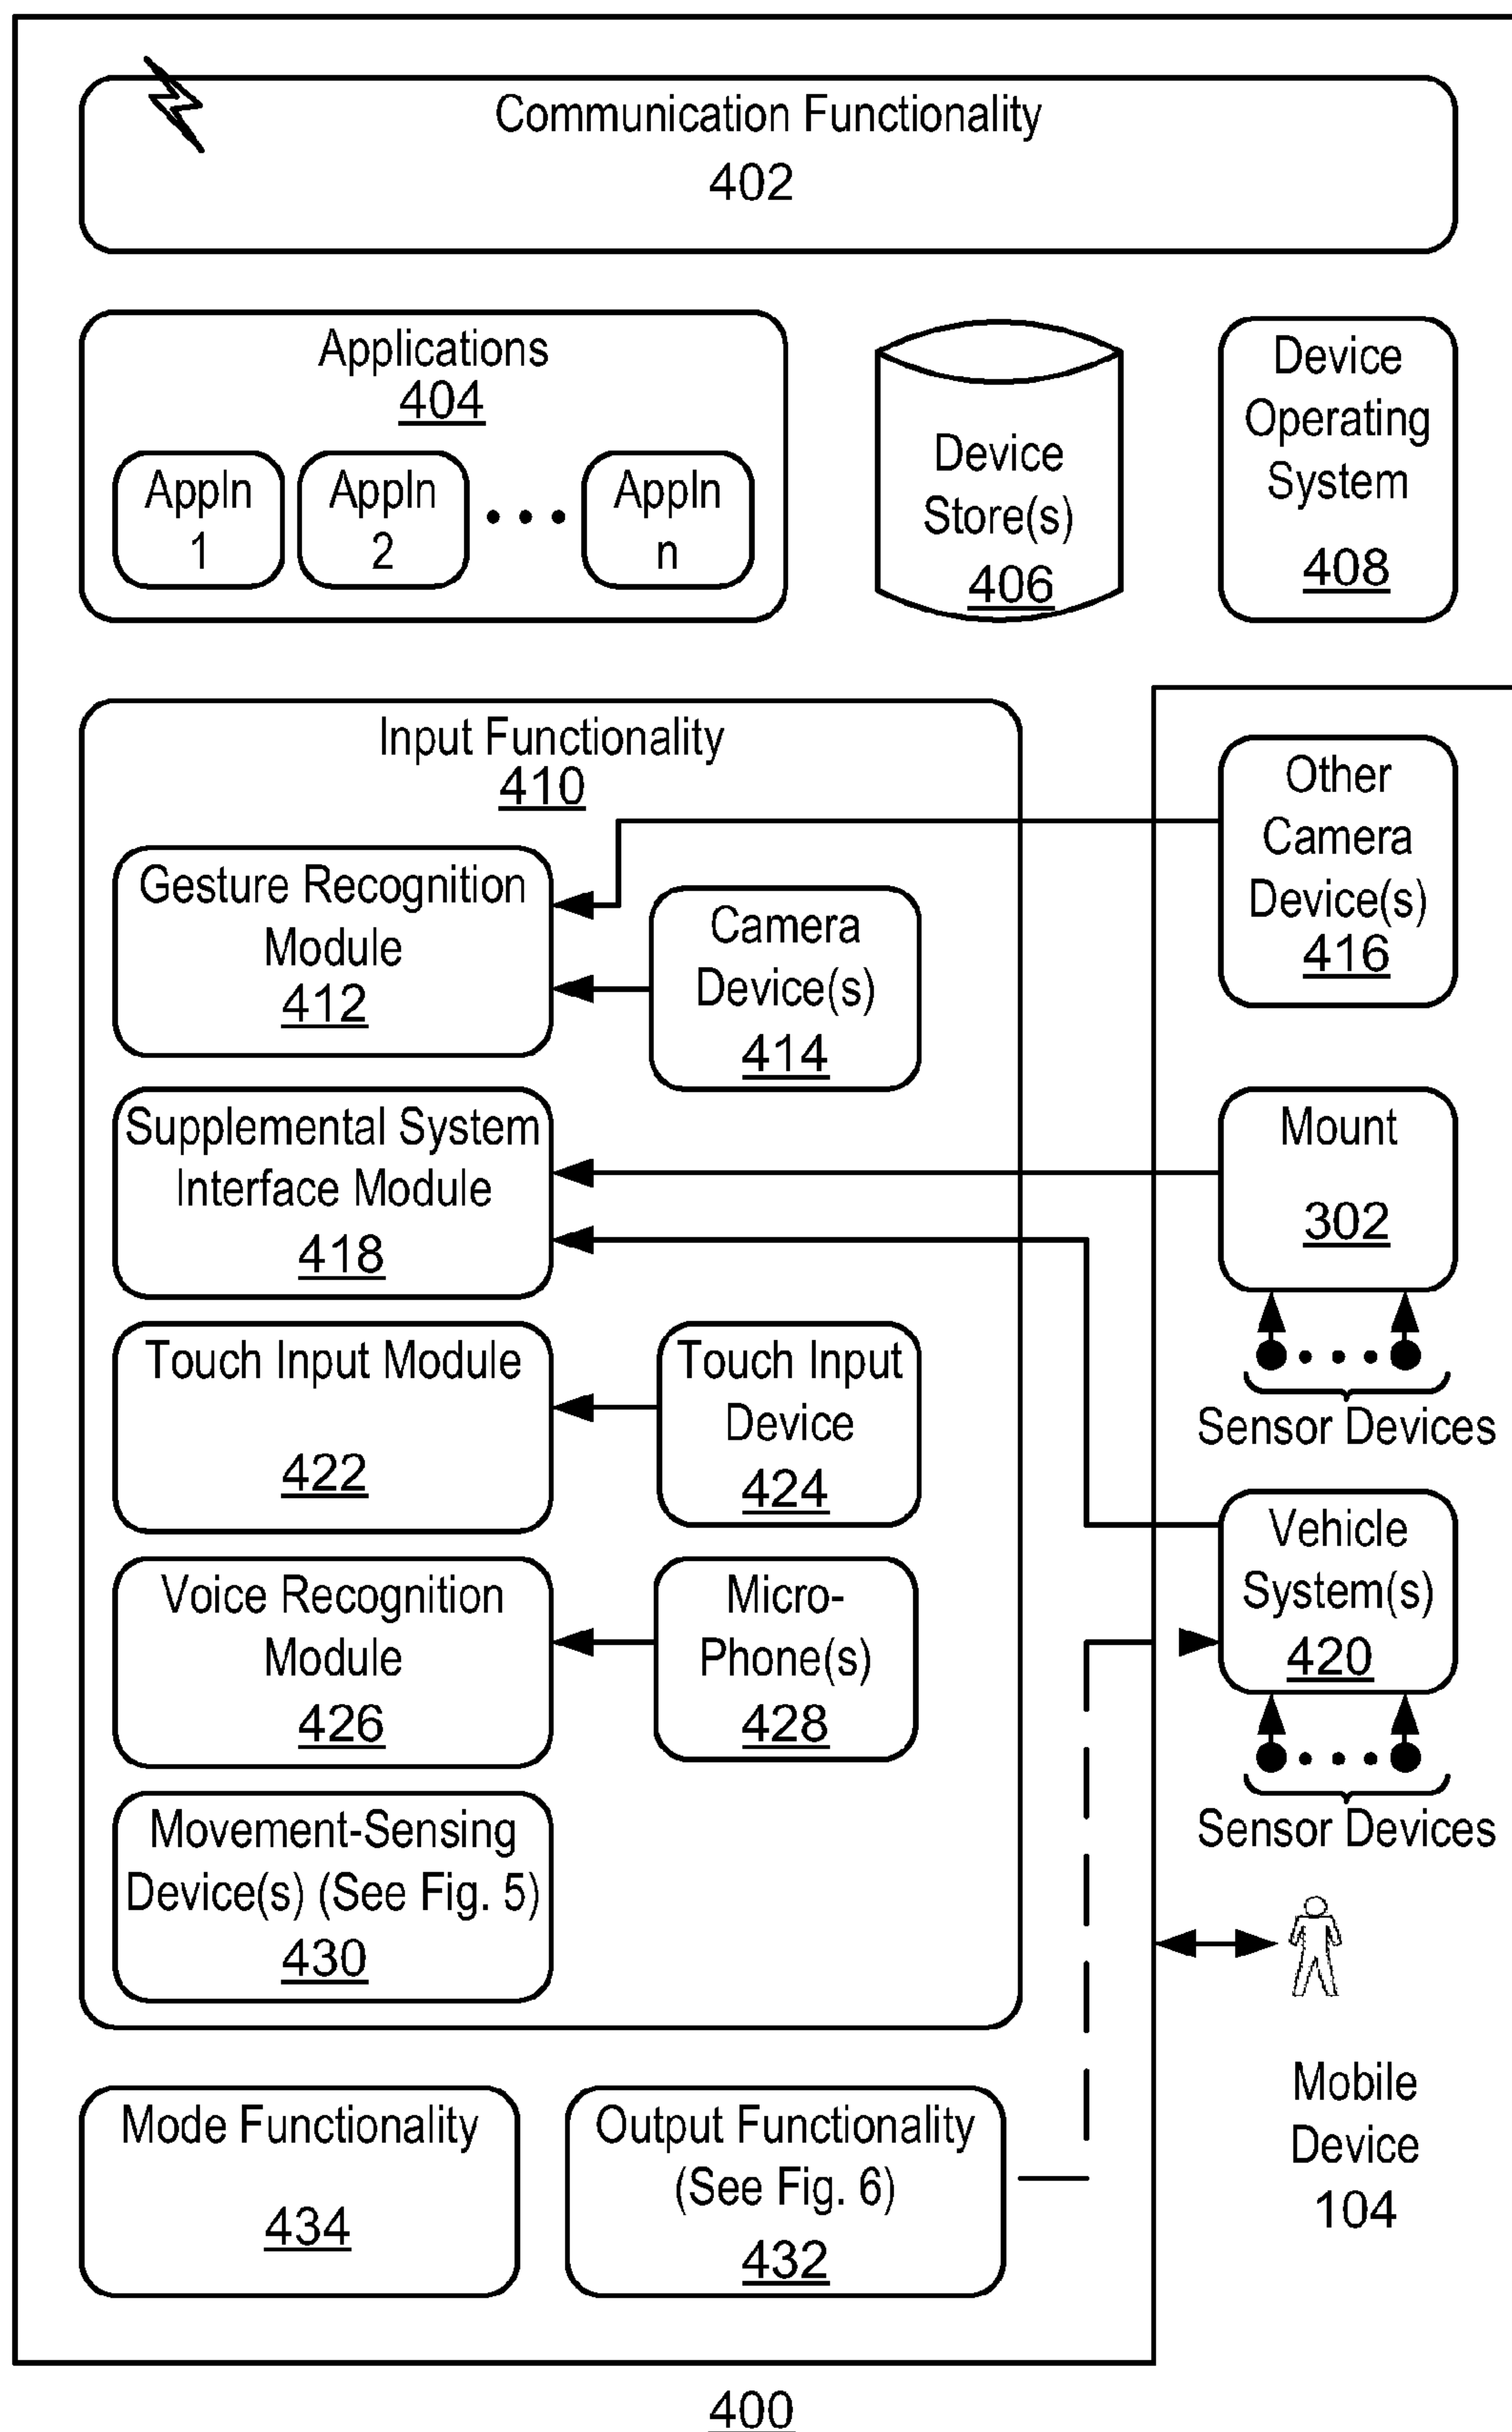 Communication Functionality
402
Applications
404
Appln
1
Appln
2
Appln
n
Device
Store(s)
406
Device
Operating
System
408
Input Functionality
410
Gesture Recognition
Module
412
Camera
Device(s)
414
Other
Camera
Device(s)
416
Supplemental System
Interface Module
418
Mount
302
Sensor Devices
Touch Input Module
422
Touch Input
Device
424
Vehicle
System(s)
420
Sensor Devices
Voice Recognition
Module
426
Micro-
Phone(s)
428
Movement-Sensing
Device(s) (See Fig. 5)
430
Mode Functionality
434
Output Functionality
(See Fig. 6)
432
Mobile
Device
104
400